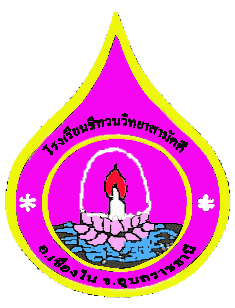 โรงเรียนชีทวนวิทยาสามัคคี
อ.เขื่องใน จ.อุบลราชธานี